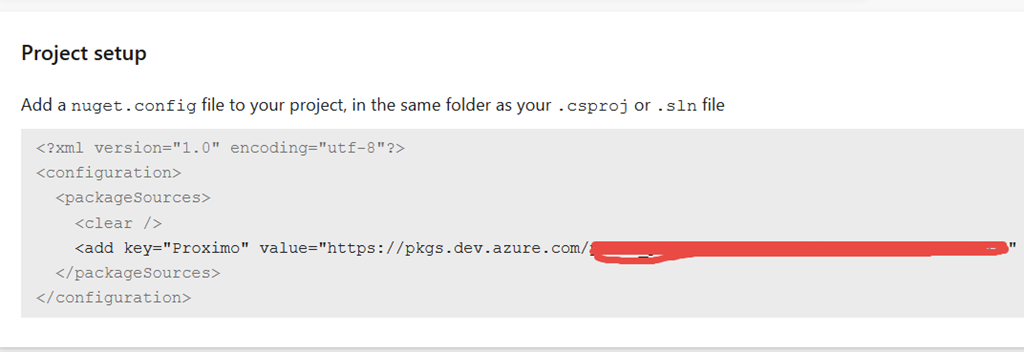 Project setup
Add a nuget.config file to your project, in the same folder as your .csproj or .sln file
<?xml version="1.0" encoding="utf-8"?>
<configuration>
<packageSources>
<clear />
<add key="Proximo" value="https://pkgs.dev.azure.com/ "
</packageSources>
</configuration>